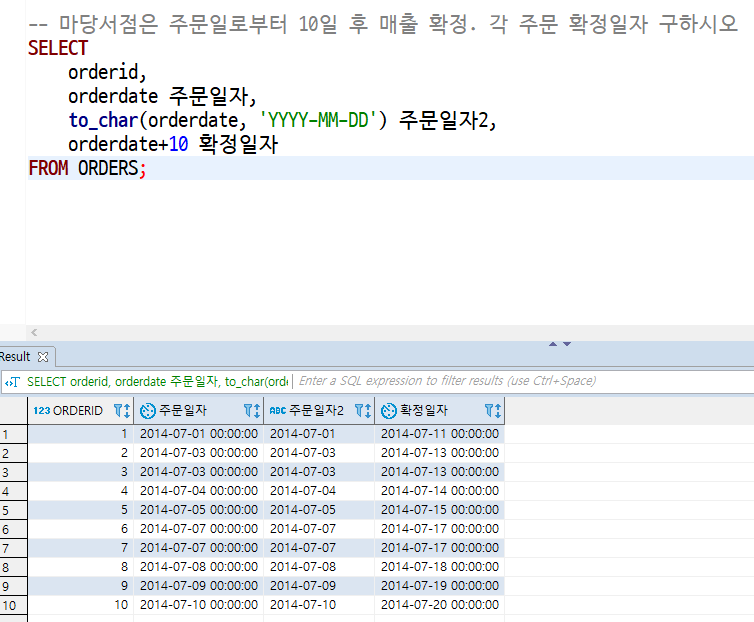 -- 마당서점은 주문일로부터 10일 후 매출 확정. 각 주문 확정일자 구하시오
SELECT
orderid,
orderdate 주문일자,
to_char(orderdate, 'YYYY-MM-DD') 주문일자2,
orderdate+10 확정일자
FROM ORDERS;
Result
SELECT orderid, orderdate 주문일자, to_char(orde Enter a SQL expression to filter results (use Ctrl+Space)
123 ORDERID 주문일자 ABC 주문일자2 확정일자
1 1 2014-07-01 00:00:00 2014-07-01 2014-07-11 00:00:00
2 2 2014-07-03 00:00:00 2014-07-03 2014-07-13 00:00:00
3 3 2014-07-03 00:00:00 2014-07-03 2014-07-13 00:00:00
4 4 2014-07-04 00:00:00 2014-07-04 2014-07-14 00:00:00
5 5 2014-07-05 00:00:00 2014-07-05 2014-07-15 00:00:00
6 6 2014-07-07 00:00:00 2014-07-07 2014-07-17 00:00:00
7 7 2014-07-07 00:00:00 2014-07-07 2014-07-17 00:00:00
8 8 2014-07-08 00:00:00 2014-07-08 2014-07-18 00:00:00
9 9 2014-07-09 00:00:00 2014-07-09 2014-07-19 00:00:00
10 10 2014-07-10 00:00:00 2014-07-10 2014-07-20 00:00:00